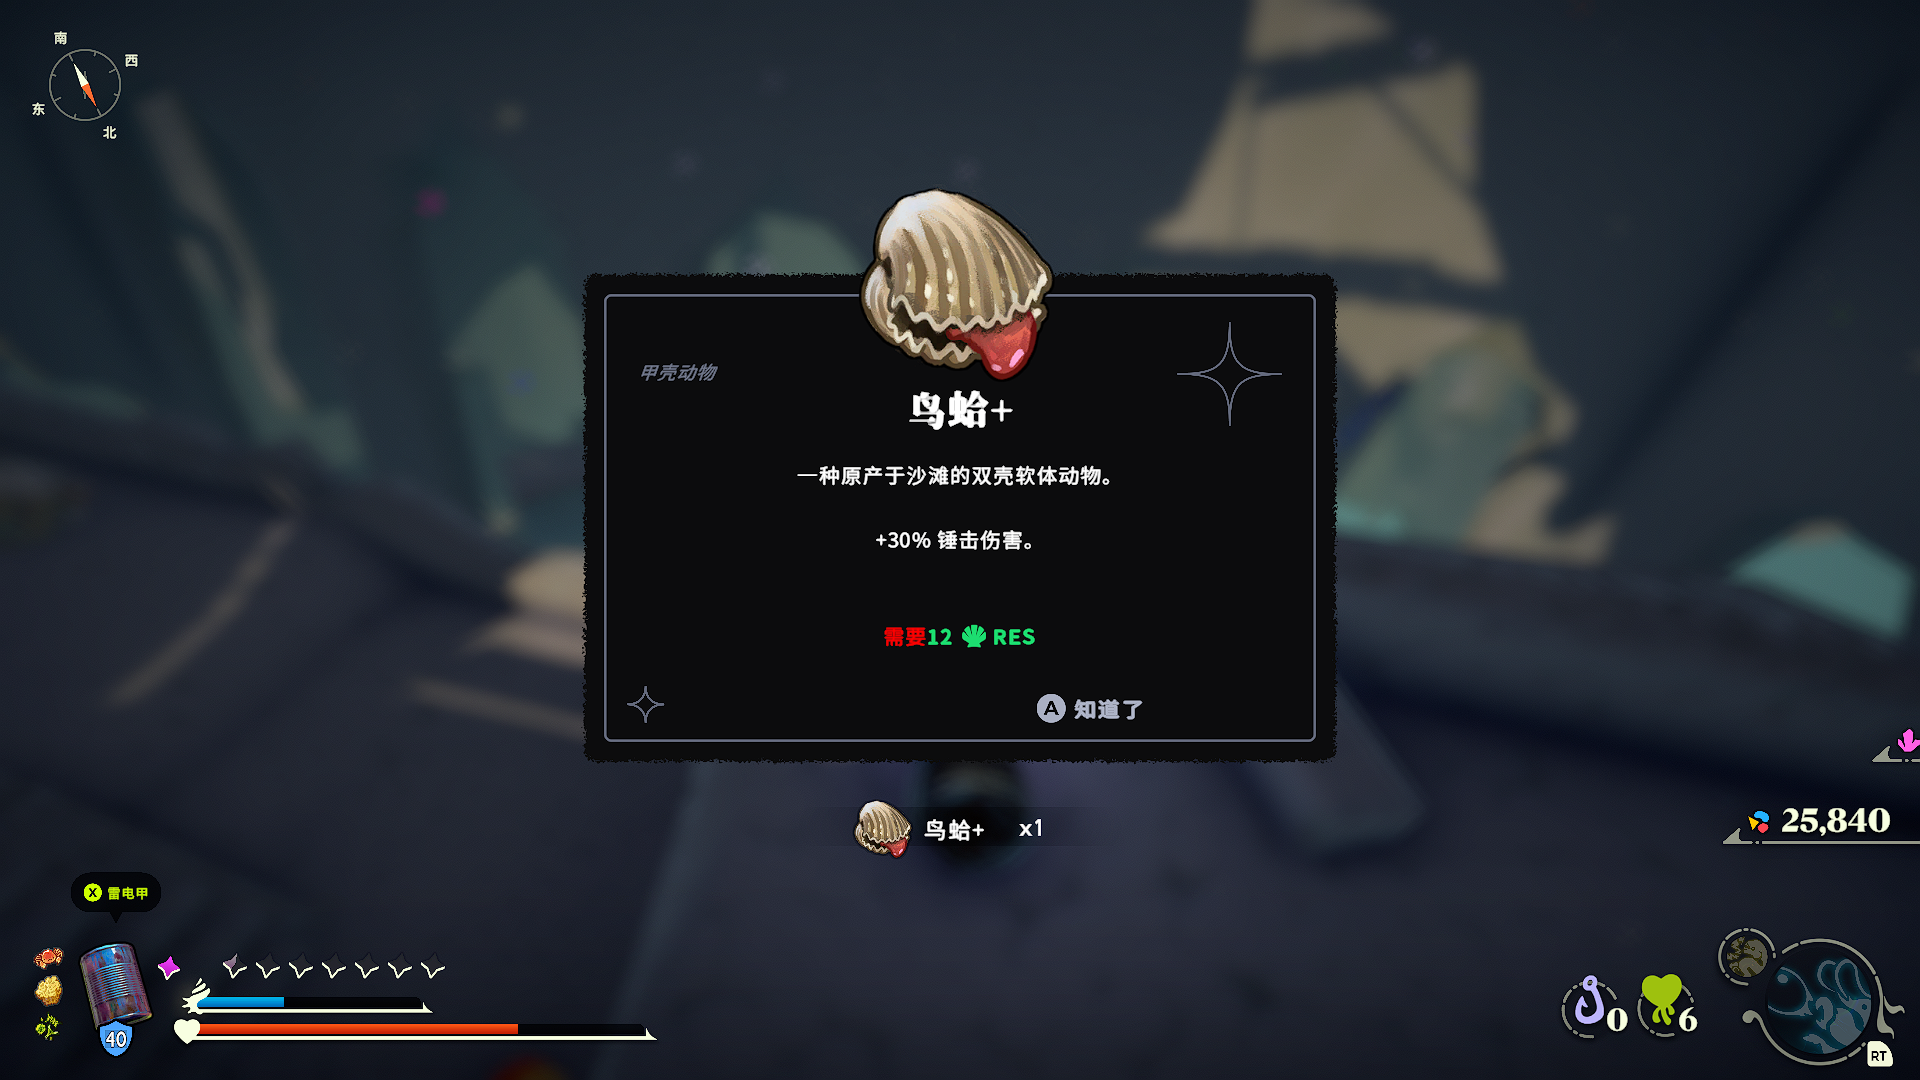 南
西
东
北
甲壳动物
鸟蛤+
一种原产于沙滩的双壳软体动物。
+30% 锤击伤害。
需要12 RES
A 知道了
鸟蛤+ x1
25,840
X 雷电甲
40
0
6
RT